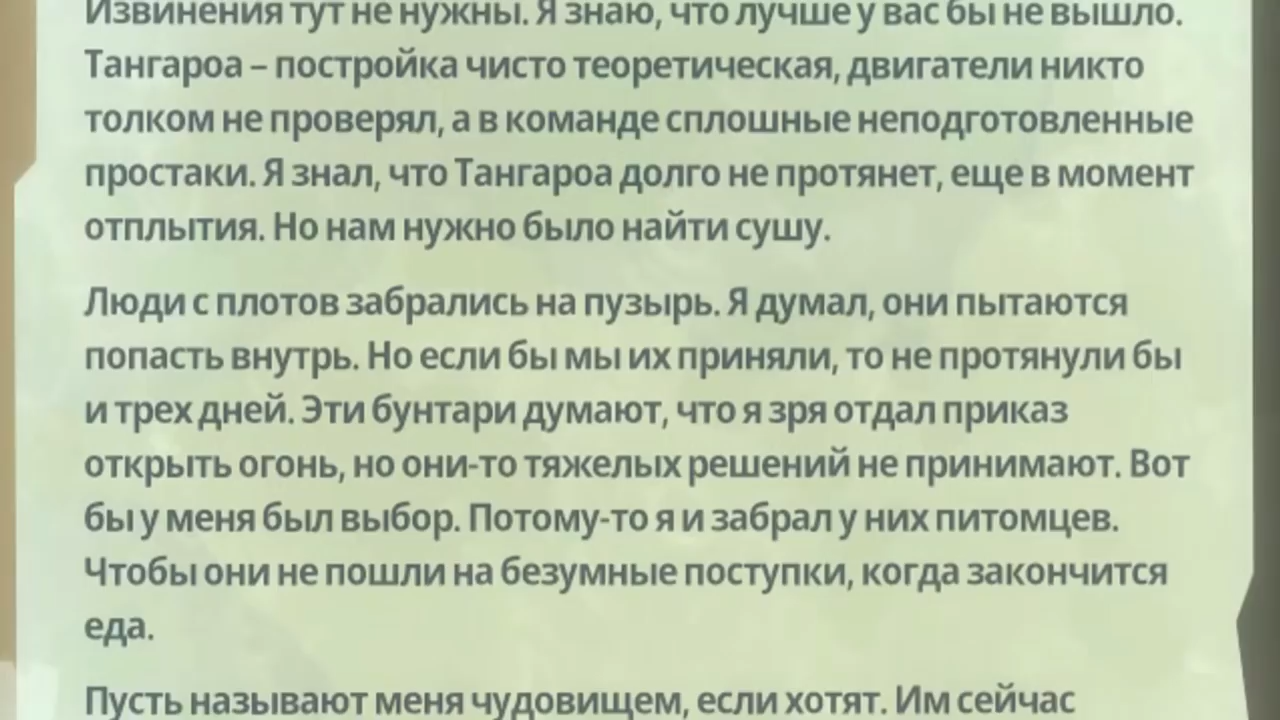 Извинения тут не нужны. Я знаю, что лучше у вас бы не вышло.
Тангароа – постройка чисто теоретическая, двигатели никто
толком не проверял, а в команде сплошные неподготовленные
простаки. Я знал, что Тангароа долго не протянет, еще в момент
отплытия. Но нам нужно было найти сушу.
Люди с плотов забрались на пузырь. Я думал, они пытаются
попасть внутрь. Но если бы мы их приняли, то не протянули бы
и трех дней. Эти бунтари думают, что я зря отдал приказ
открыть огонь, но они-то тяжелых решений не принимают. Вот
бы у меня был выбор. Потому-то я и забрал у них питомцев.
Чтобы они не пошли на безумные поступки, когда закончится
еда.
Пусть называют меня чудовищем, если хотят. Им сейчас